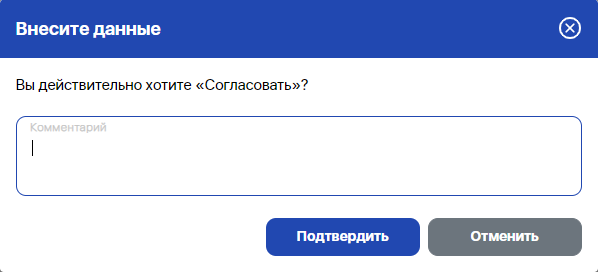 Внесите данные
Вы действительно хотите «Согласовать»?
Комментарий
Подтвердить
Отменить